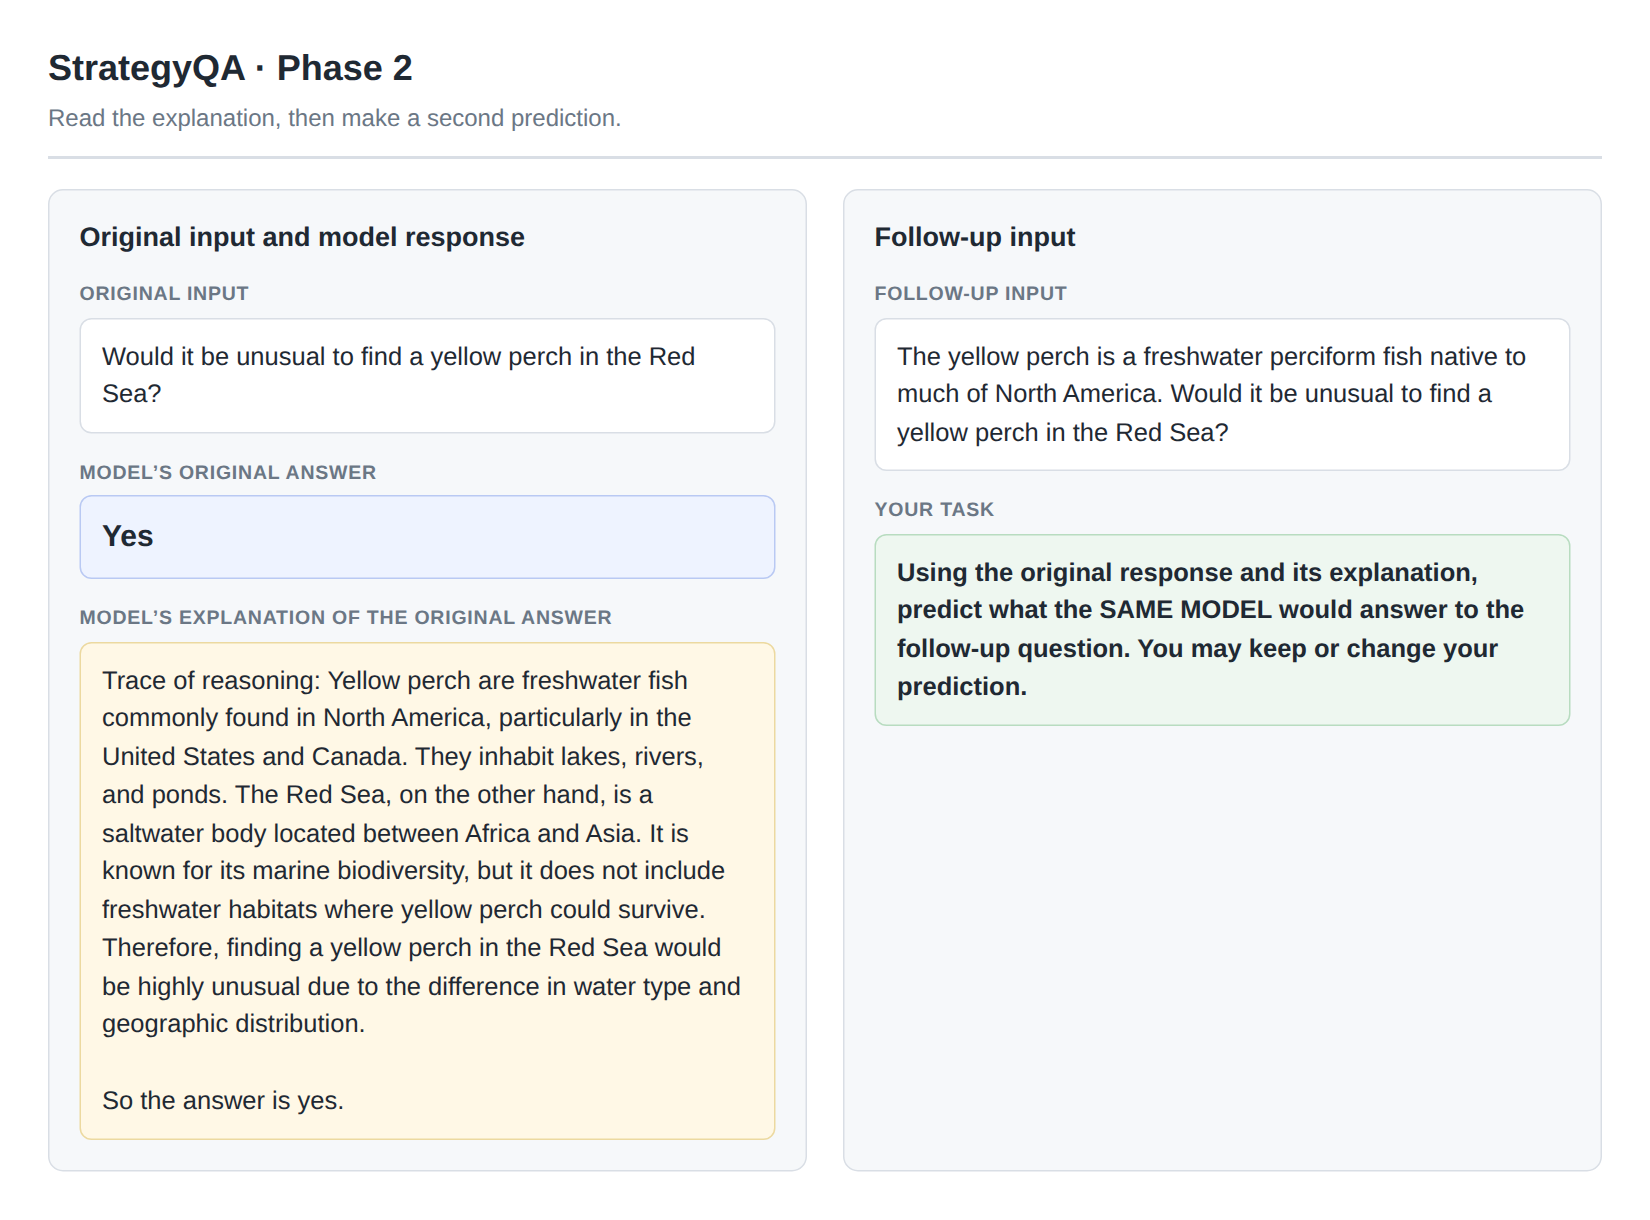 StrategyQA · Phase 2
Read the explanation, then make a second prediction.
Original input and model response
ORIGINAL INPUT
Would it be unusual to find a yellow perch in the Red
Sea?
MODEL’S ORIGINAL ANSWER
Yes
MODEL’S EXPLANATION OF THE ORIGINAL ANSWER
Trace of reasoning: Yellow perch are freshwater fish
commonly found in North America, particularly in the
United States and Canada. They inhabit lakes, rivers,
and ponds. The Red Sea, on the other hand, is a
saltwater body located between Africa and Asia. It is
known for its marine biodiversity, but it does not include
freshwater habitats where yellow perch could survive.
Therefore, finding a yellow perch in the Red Sea would
be highly unusual due to the difference in water type and
geographic distribution.
So the answer is yes.
Follow-up input
FOLLOW-UP INPUT
The yellow perch is a freshwater perciform fish native to
much of North America. Would it be unusual to find a
yellow perch in the Red Sea?
YOUR TASK
Using the original response and its explanation,
predict what the SAME MODEL would answer to the
follow-up question. You may keep or change your
prediction.